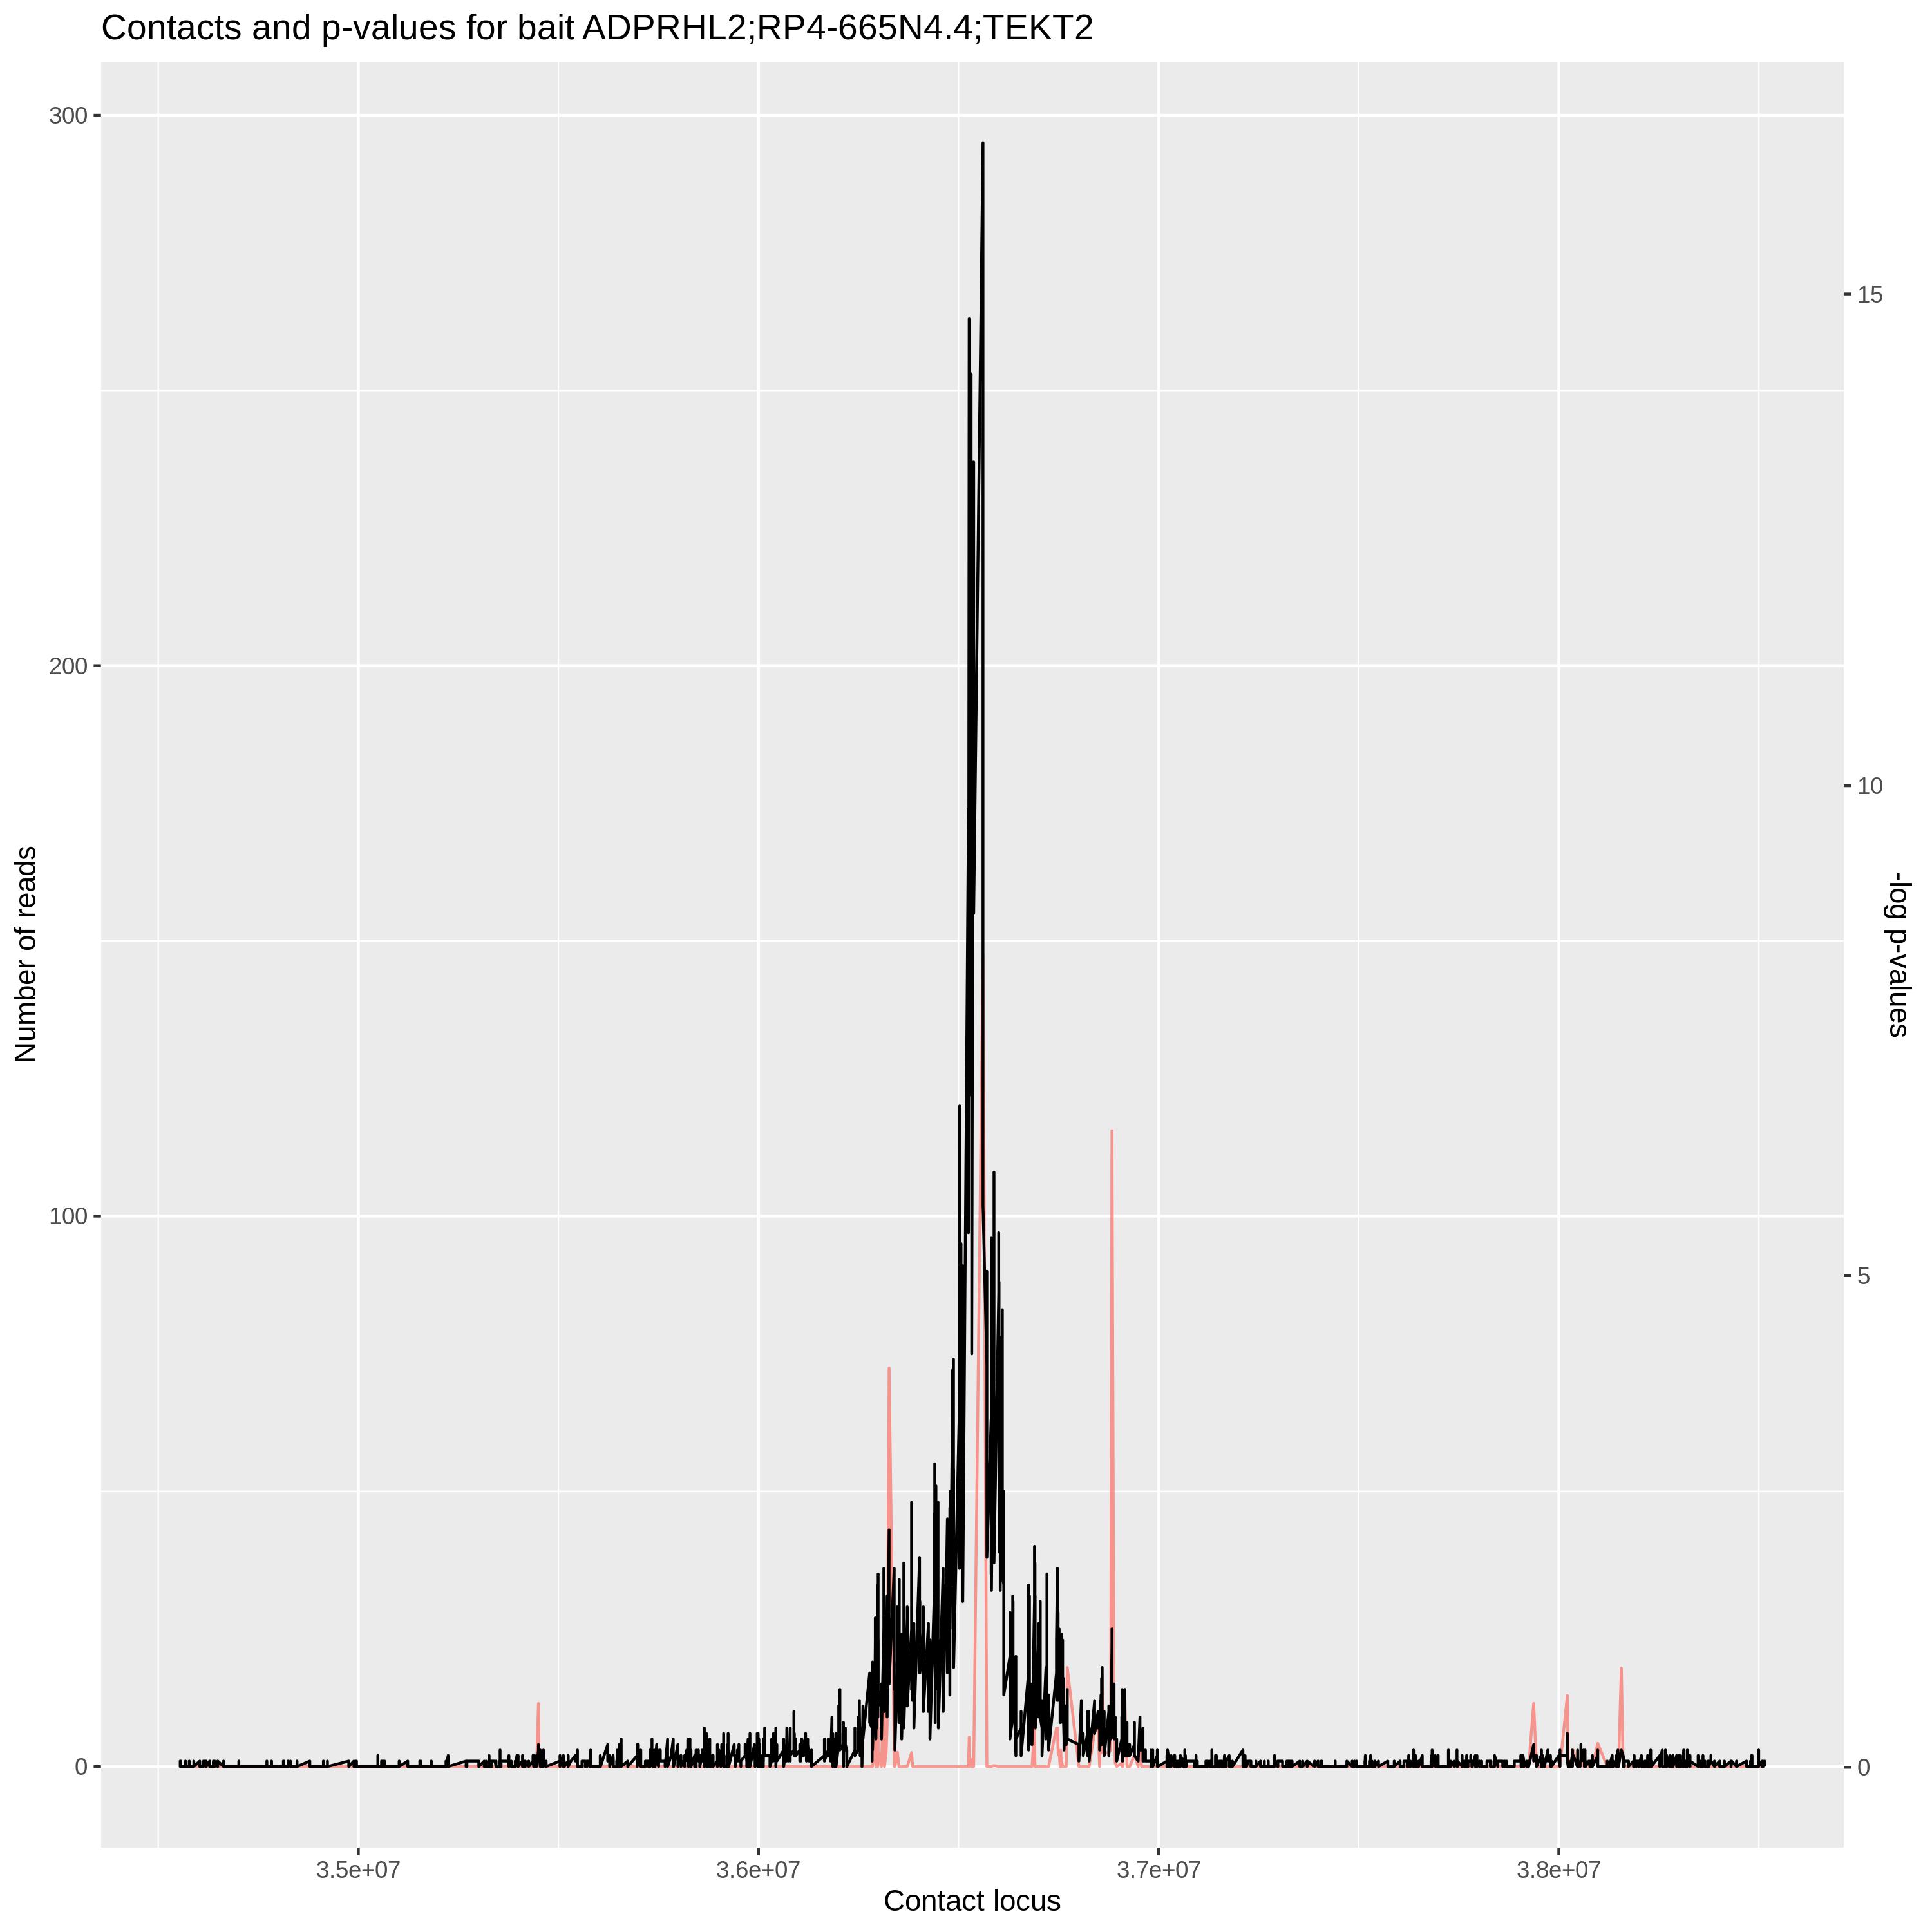 Contacts and p-values for bait ADPRHL2;RP4-665N4.4;TEKT2
300
200
100
0
Number of reads
15
10
5
0
-log p-values
3.5e+07
3.6e+07
3.7e+07
3.8e+07
Contact locus